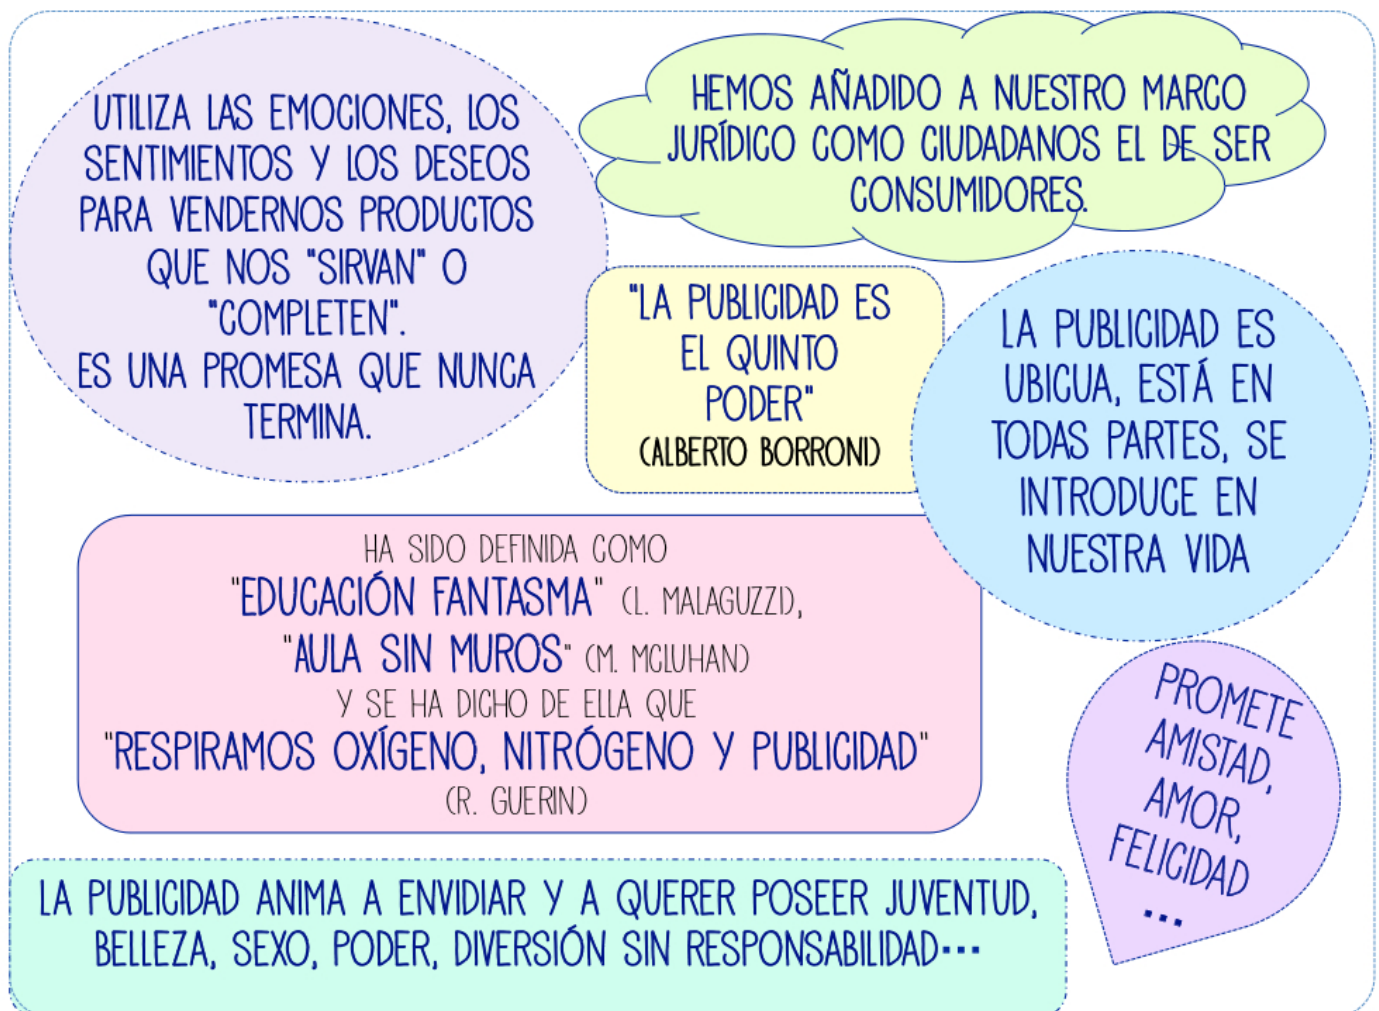 UTILIZA LAS EMOCIONES, LOS
SENTIMIENTOS Y LOS DESEOS
PARA VENDERNOS PRODUCTOS
QUE NOS "SIRVAN" O
"COMPLETEN".
ES UNA PROMESA QUE NUNCA
TERMINA.
HEMOS AÑADIDO A NUESTRO MARCO
JURÍDICO COMO CIUDADANOS EL DE SER
CONSUMIDORES.
"LA PUBLICIDAD ES
EL QUINTO
PODER"
(ALBERTO BORRONI)
LA PUBLICIDAD ES
UBICUA, ESTÁ EN
TODAS PARTES, SE
INTRODUCE EN
NUESTRA VIDA
HA SIDO DEFINIDA COMO
"EDUCACIÓN FANTASMA" (L. MALAGUZZI),
"AULA SIN MUROS" (M. MCLUHAN)
Y SE HA DICHO DE ELLA QUE
"RESPIRAMOS OXÍGENO, NITRÓGENO Y PUBLICIDAD"
(R. GUERIN)
PROMETE
AMISTAD,
AMOR,
FELICIDAD
...
LA PUBLICIDAD ANIMA A ENVIDIAR Y A QUERER POSEER JUVENTUD,
BELLEZA, SEXO, PODER, DIVERSIÓN SIN RESPONSABILIDAD...